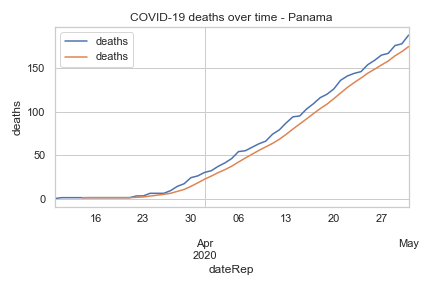 COVID-19 deaths over time - Panama
deaths
deaths
deaths
150
100
50
0
16 23 30 06 13 20 27
Apr May
2020
dateRep